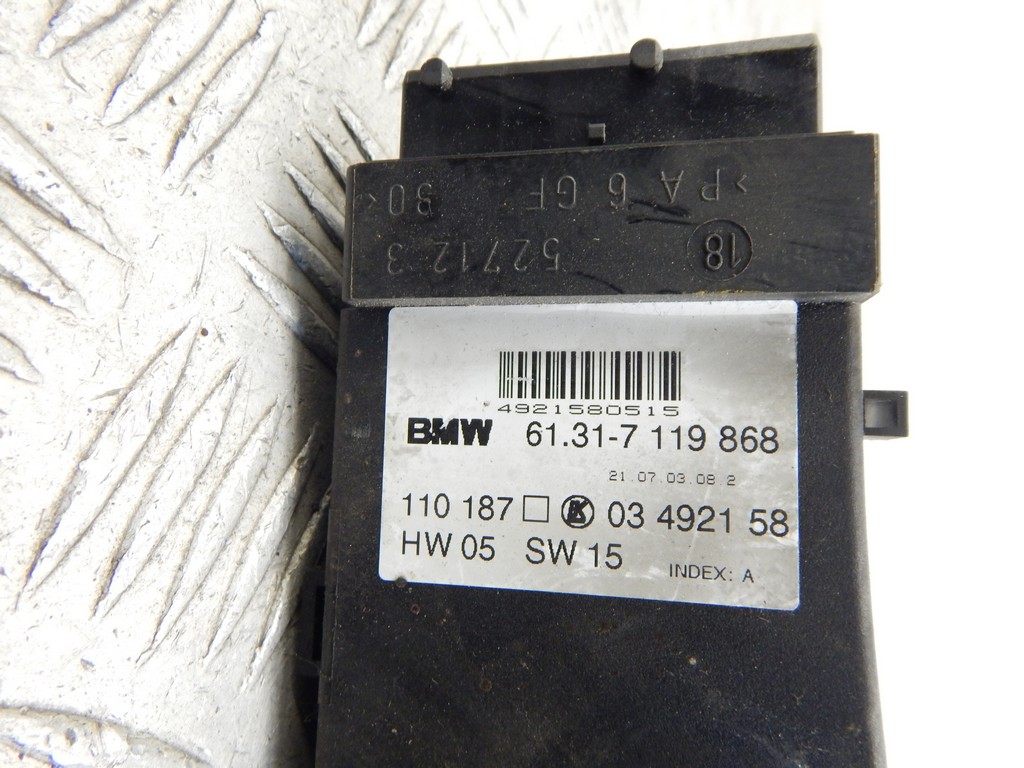 >PA 6 GF 30<
18 52712 3
4921580515
BMW 61.31-7 119 868
21.07.03.08.2
110 187 03 4921 58
HW 05 SW 15 INDEX: A